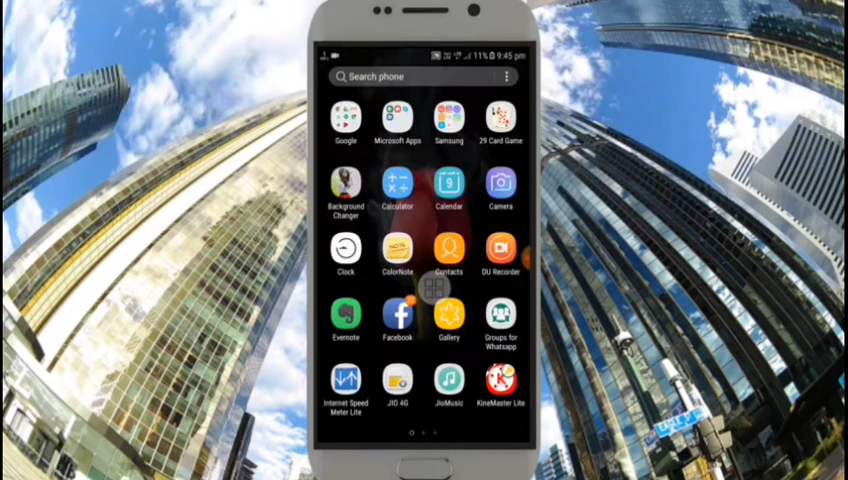 11% 9:45 pm
Search phone
Google
Microsoft Apps
Samsung
29 Card Game
Background
Changer
Calculator
9
Calendar
Camera
Clock
NOTE
ColorNote
Contacts
DU Recorder
Evernote
Facebook
Gallery
Groups for
Whatsapp
Internet Speed
Meter Lite
JIO 4G
JioMusic
K
KineMaster Lite